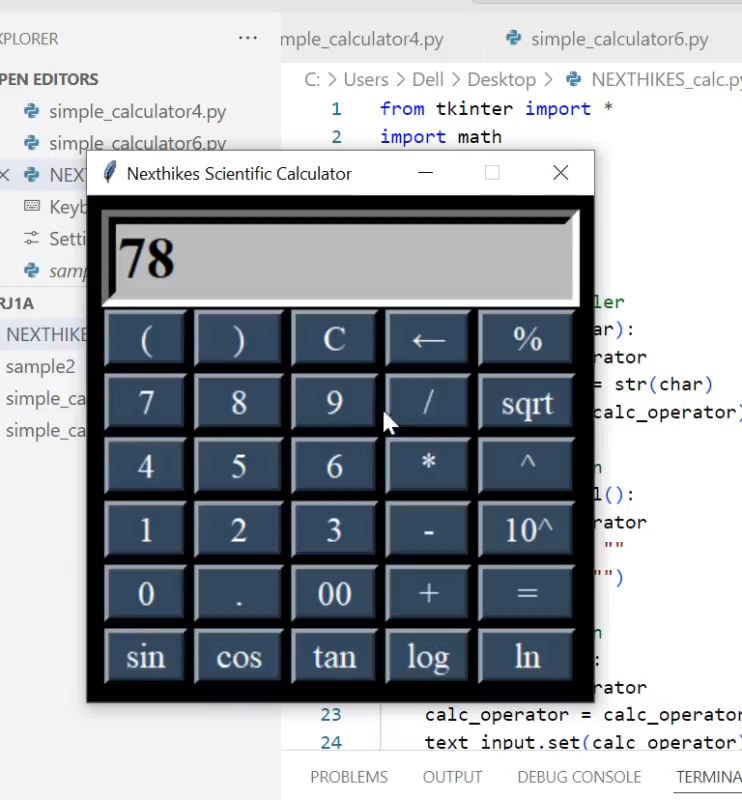 XPLORER ...
PEN EDITORS
simple_calculator4.py
simple_calculator6.py
NEX
Keyb
Setti
samp
RJ1A
NEXTHIKE
sample2
simple_ca
simple_ca
mple_calculator4.py simple_calculator6.py
C: > Users > Dell > Desktop > NEXTHIKES_calc.py
1 from tkinter import *
2 import math
Nexthikes Scientific Calculator
78
( ) C ← %
7 8 9 / sqrt
4 5 6 * ^
1 2 3 - 10^
0 . 00 + =
sin cos tan log ln
ler
ar):
rator
= str(char)
calc_operator)
n
l():
rator
""
"")
n
:
rator
23 calc_operator = calc_operator
24 text_input.set(calc_operator)
PROBLEMS OUTPUT DEBUG CONSOLE TERMINA